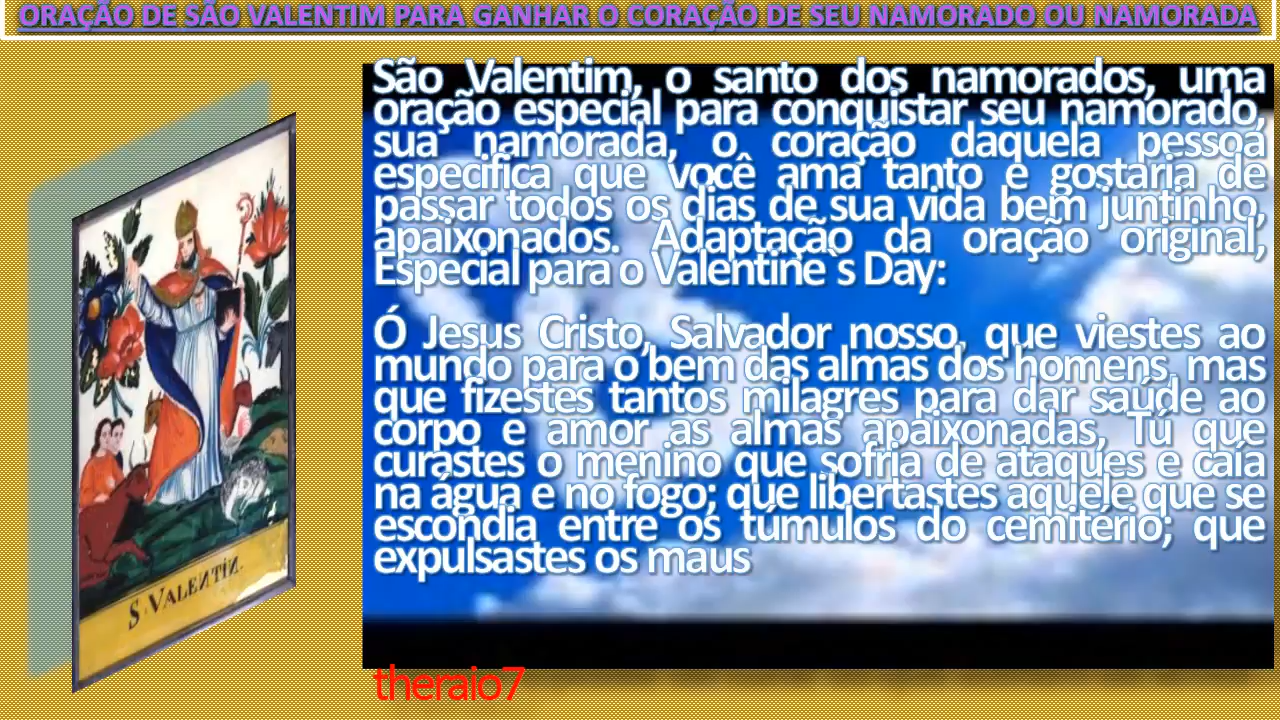 ORAÇÃO DE SÃO VALENTIM PARA GANHAR O CORAÇÃO DE SEU NAMORADO OU NAMORADA
São Valentim, o santo dos namorados, uma
oração especial para conquistar seu namorado,
sua namorada, o coração daquela pessoa
especifica que você ama tanto e gostaria de
passar todos os dias de sua vida bem juntinho,
apaixonados. Adaptação da oração original,
Especial para o Valentine`s Day:
Ó Jesus Cristo, Salvador nosso, que viestes ao
mundo para o bem das almas dos homens, mas
que fizestes tantos milagres para dar saúde ao
corpo e amor as almas apaixonadas, Tú que
curastes o menino que sofria de ataques e caía
na água e no fogo; que libertastes aquele que se
escondia entre os túmulos do cemitério; que
expulsastes os maus
S. VALENTIN.
theraio7